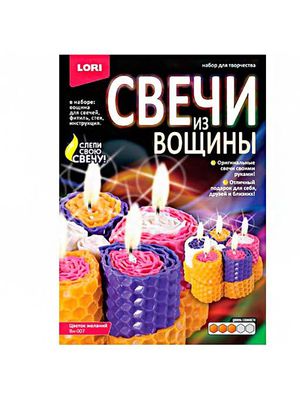 LORI
набор для творчества
СВЕЧИ
ИЗ ВОЩИНЫ
в наборе:
вощина
для свечей,
фитиль, стек,
инструкция.
СЛЕПИ
СВОЮ
СВЕЧУ!
Оригинальные
свечи своими
руками!
Отличный
подарок для себя,
друзей и близких!
Цветок желаний
Вн-007